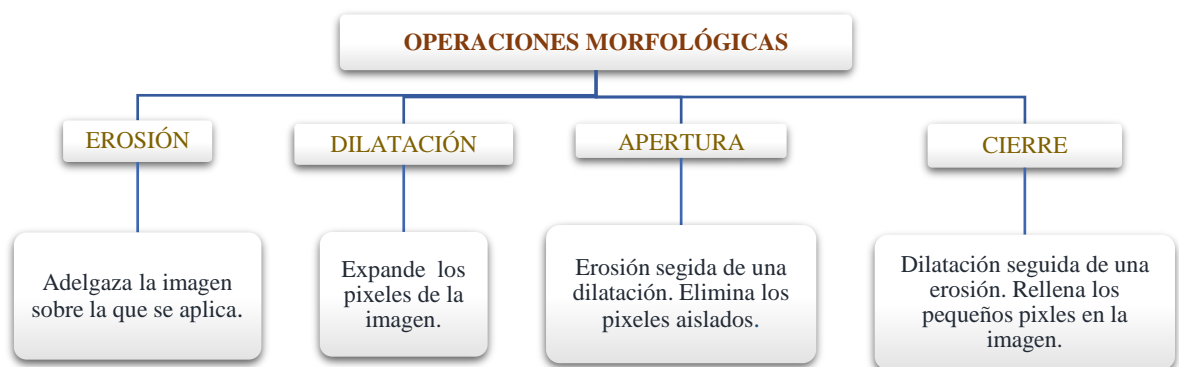 OPERACIONES MORFOLÓGICAS
EROSIÓN
DILATACIÓN
APERTURA
CIERRE
Adelgaza la imagen
sobre la que se aplica.
Expande los
pixeles de la
imagen.
Erosión segida de una
dilatación. Elimina los
pixeles aislados.
Dilatación seguida de una
erosión. Rellena los
pequeños pixles en la
imagen.